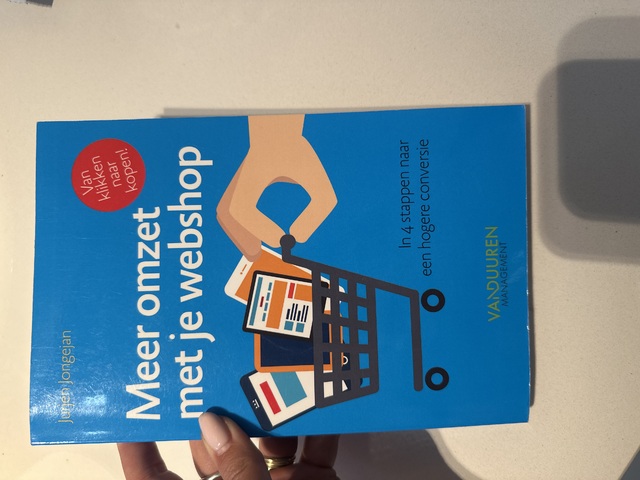 Jurjen Jongejan
Van
klikken
naar
kopen!
Meer omzet
met je webshop
In 4 stappen naar
een hogere conversie
VANDUUREN
MANAGEMENT